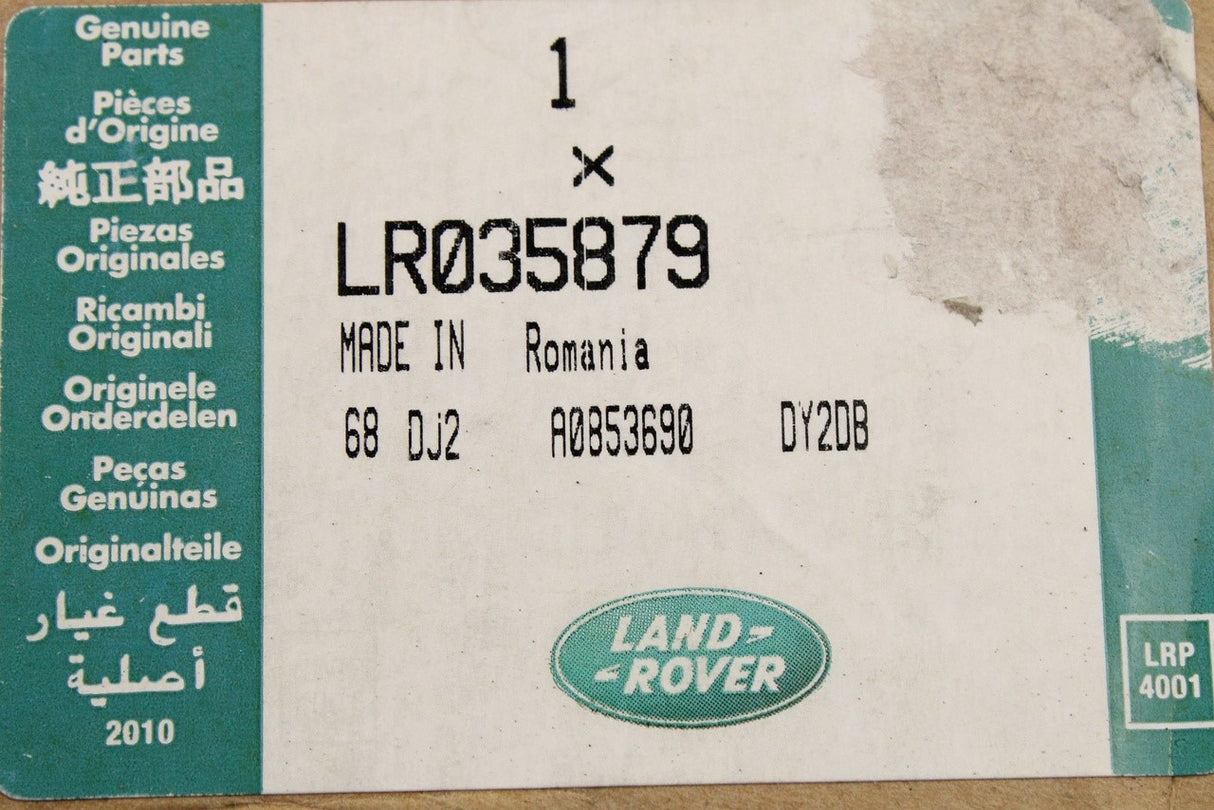 Genuine
Parts
Pièces
d'Origine
純正部品
Piezas
Originales
Ricambi
Originali
Originele
Onderdelen
Peças
Genúinas
Originalteile
قطع غيار
أصلية
2010
1
x
LR035879
MADE IN Romania
68 DJ2 A0853690 DY2DB
LAND-
-ROVER
LRP
4001